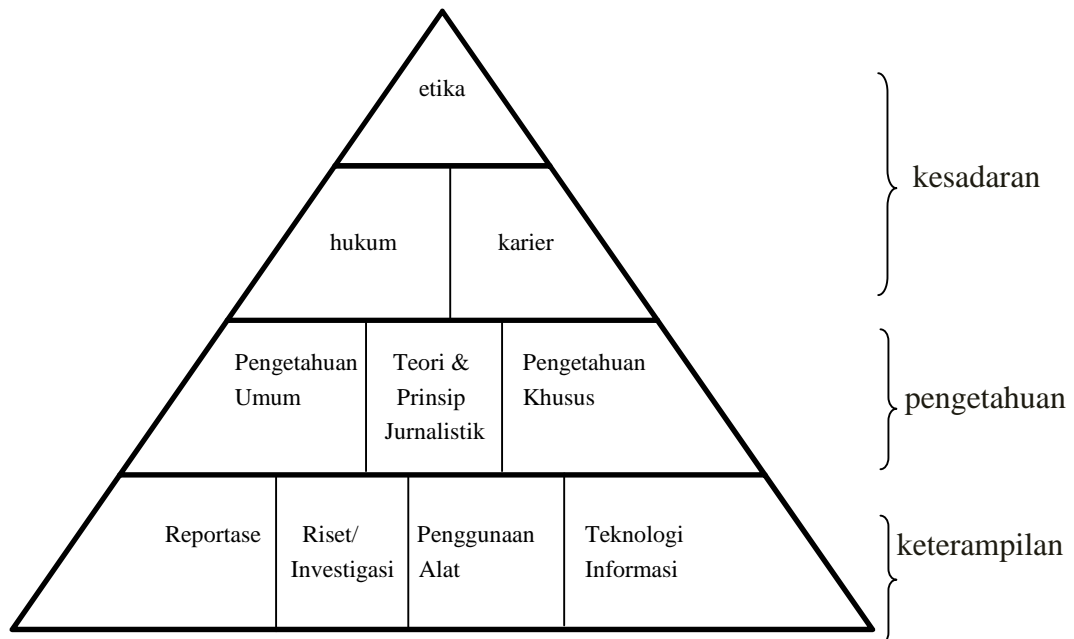 etika
kesadaran
hukum
karier
Pengetahuan
Umum
Teori &
Prinsip
Jurnalistik
Pengetahuan
Khusus
pengetahuan
Reportase
Riset/
Investigasi
Penggunaan
Alat
Teknologi
Informasi
keterampilan